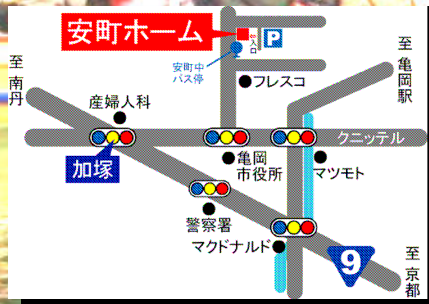 安町ホーム
入口
P
安町中
バス停
至亀岡駅
至南丹
フレスコ
産婦人科
クニッテル
加塚
亀岡
市役所
マツモト
警察署
マクドナルド
9
至京都